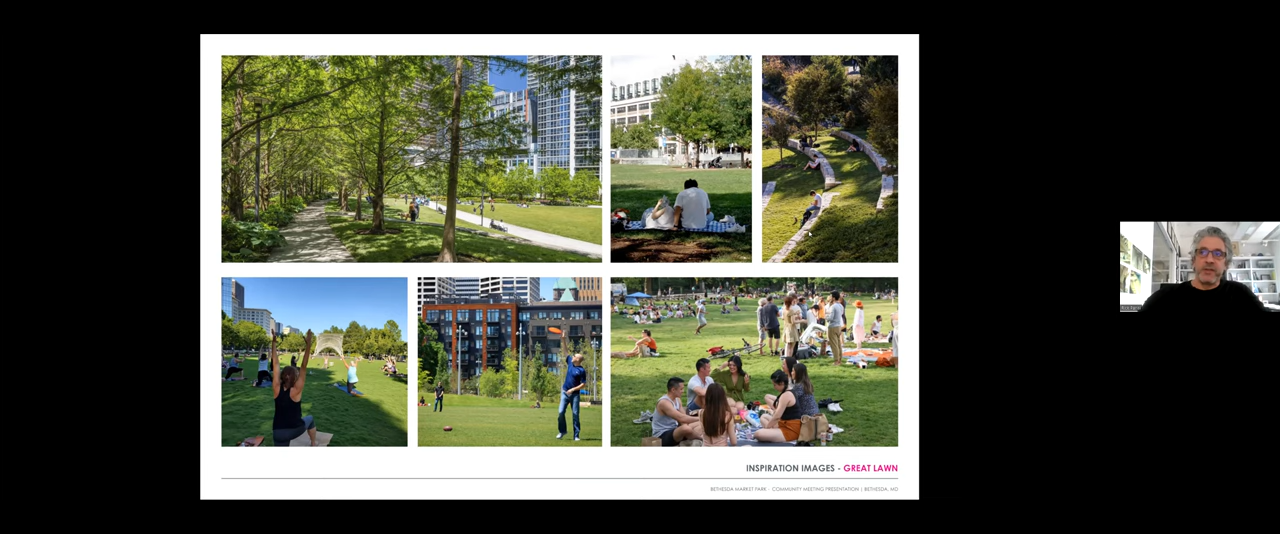 INSPIRATION IMAGES - GREAT LAWN
BETHESDA MARKET PARK - COMMUNITY MEETING PRESENTATION | BETHESDA, MD